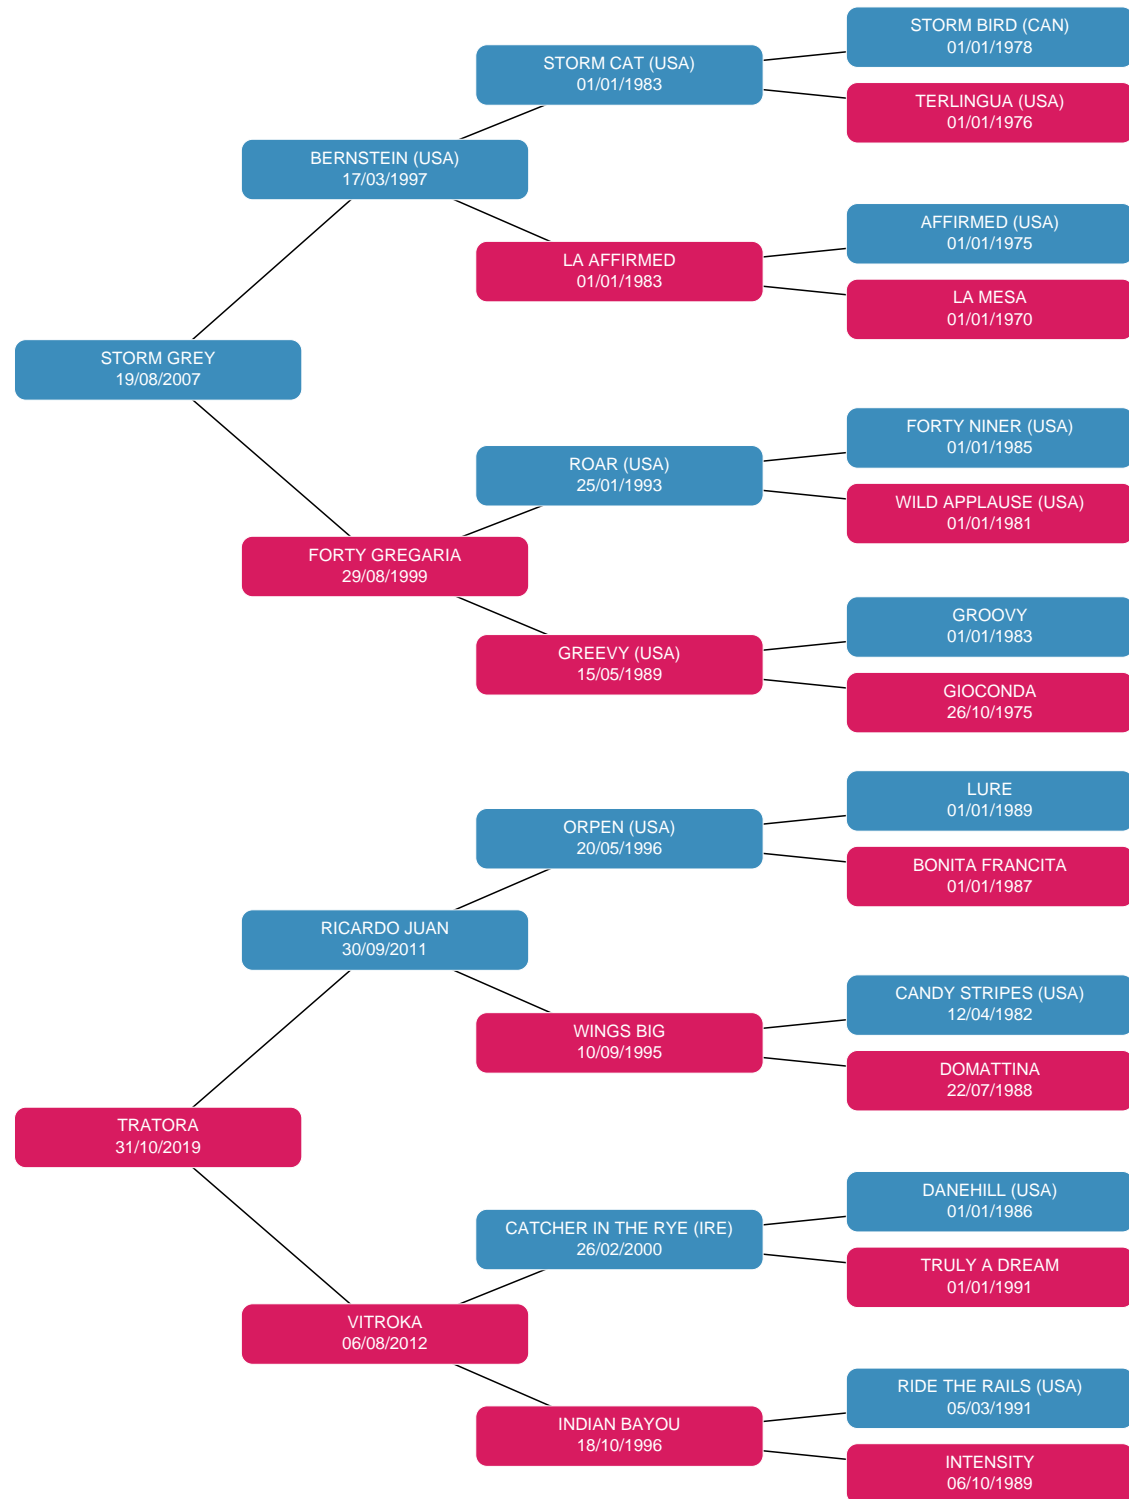 STORM BIRD (CAN)
01/01/1978
STORM CAT (USA)
01/01/1983
TERLINGUA (USA)
01/01/1976
BERNSTEIN (USA)
17/03/1997
AFFIRMED (USA)
01/01/1975
LA AFFIRMED
01/01/1983
LA MESA
01/01/1970
STORM GREY
19/08/2007
FORTY NINER (USA)
01/01/1985
ROAR (USA)
25/01/1993
WILD APPLAUSE (USA)
01/01/1981
FORTY GREGARIA
29/08/1999
GROOVY
01/01/1983
GREEVY (USA)
15/05/1989
GIOCONDA
26/10/1975
LURE
01/01/1989
ORPEN (USA)
20/05/1996
BONITA FRANCITA
01/01/1987
RICARDO JUAN
30/09/2011
CANDY STRIPES (USA)
12/04/1982
WINGS BIG
10/09/1995
DOMATTINA
22/07/1988
TRATORA
31/10/2019
DANEHILL (USA)
01/01/1986
CATCHER IN THE RYE (IRE)
26/02/2000
TRULY A DREAM
01/01/1991
VITROKA
06/08/2012
RIDE THE RAILS (USA)
05/03/1991
INDIAN BAYOU
18/10/1996
INTENSITY
06/10/1989